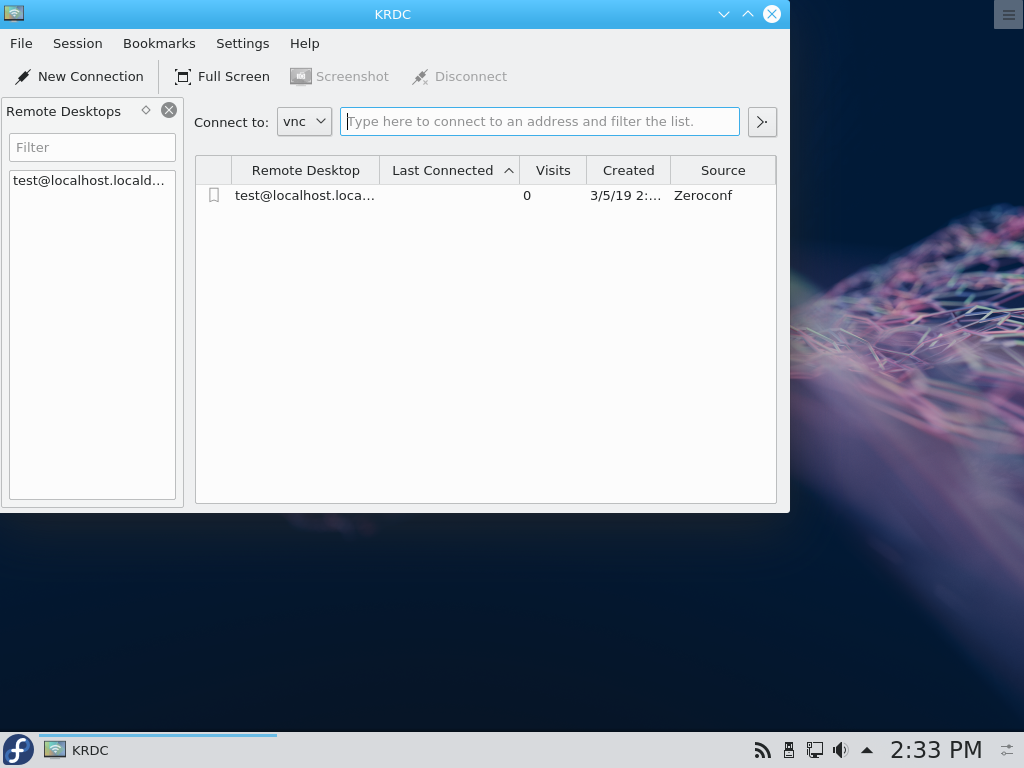 KRDC
File Session Bookmarks Settings Help
New Connection Full Screen Screenshot Disconnect
Remote Desktops
Connect to: vnc Type here to connect to an address and filter the list.
Filter
Remote Desktop Last Connected Visits Created Source
test@localhost.locald...
test@localhost.loca... 0 3/5/19 2:... Zeroconf
KRDC 2:33 PM